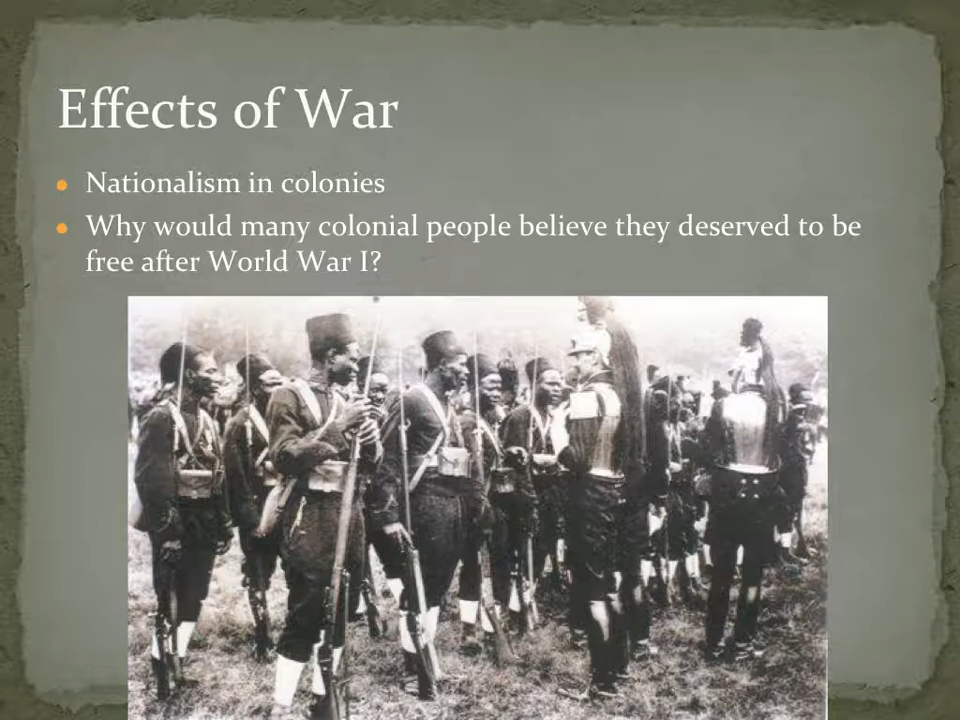 Effects of War
Nationalism in colonies
Why would many colonial people believe they deserved to be
free after World War I?